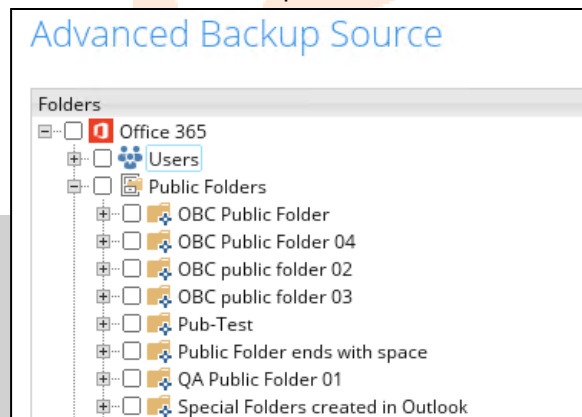 Advanced Backup Source
Folders
Office 365
Users
Public Folders
OBC Public Folder
OBC Public Folder 04
OBC public folder 02
OBC public folder 03
Pub-Test
Public Folder ends with space
QA Public Folder 01
Special Folders created in Outlook